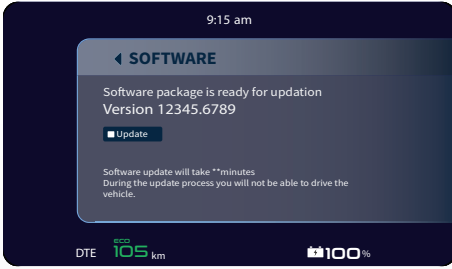 9:15 am
SOFTWARE
Software package is ready for updation
Version 12345.6789
Update
Software update will take **minutes
During the update process you will not be able to drive the
vehicle.
ECO
DTE 105 km 100%